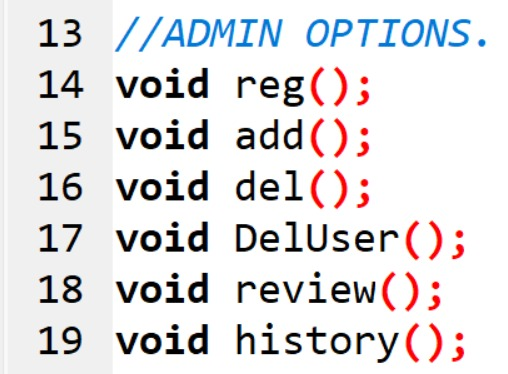 13 //ADMIN OPTIONS.
14 void reg();
15 void add();
16 void del();
17 void DelUser();
18 void review();
19 void history();